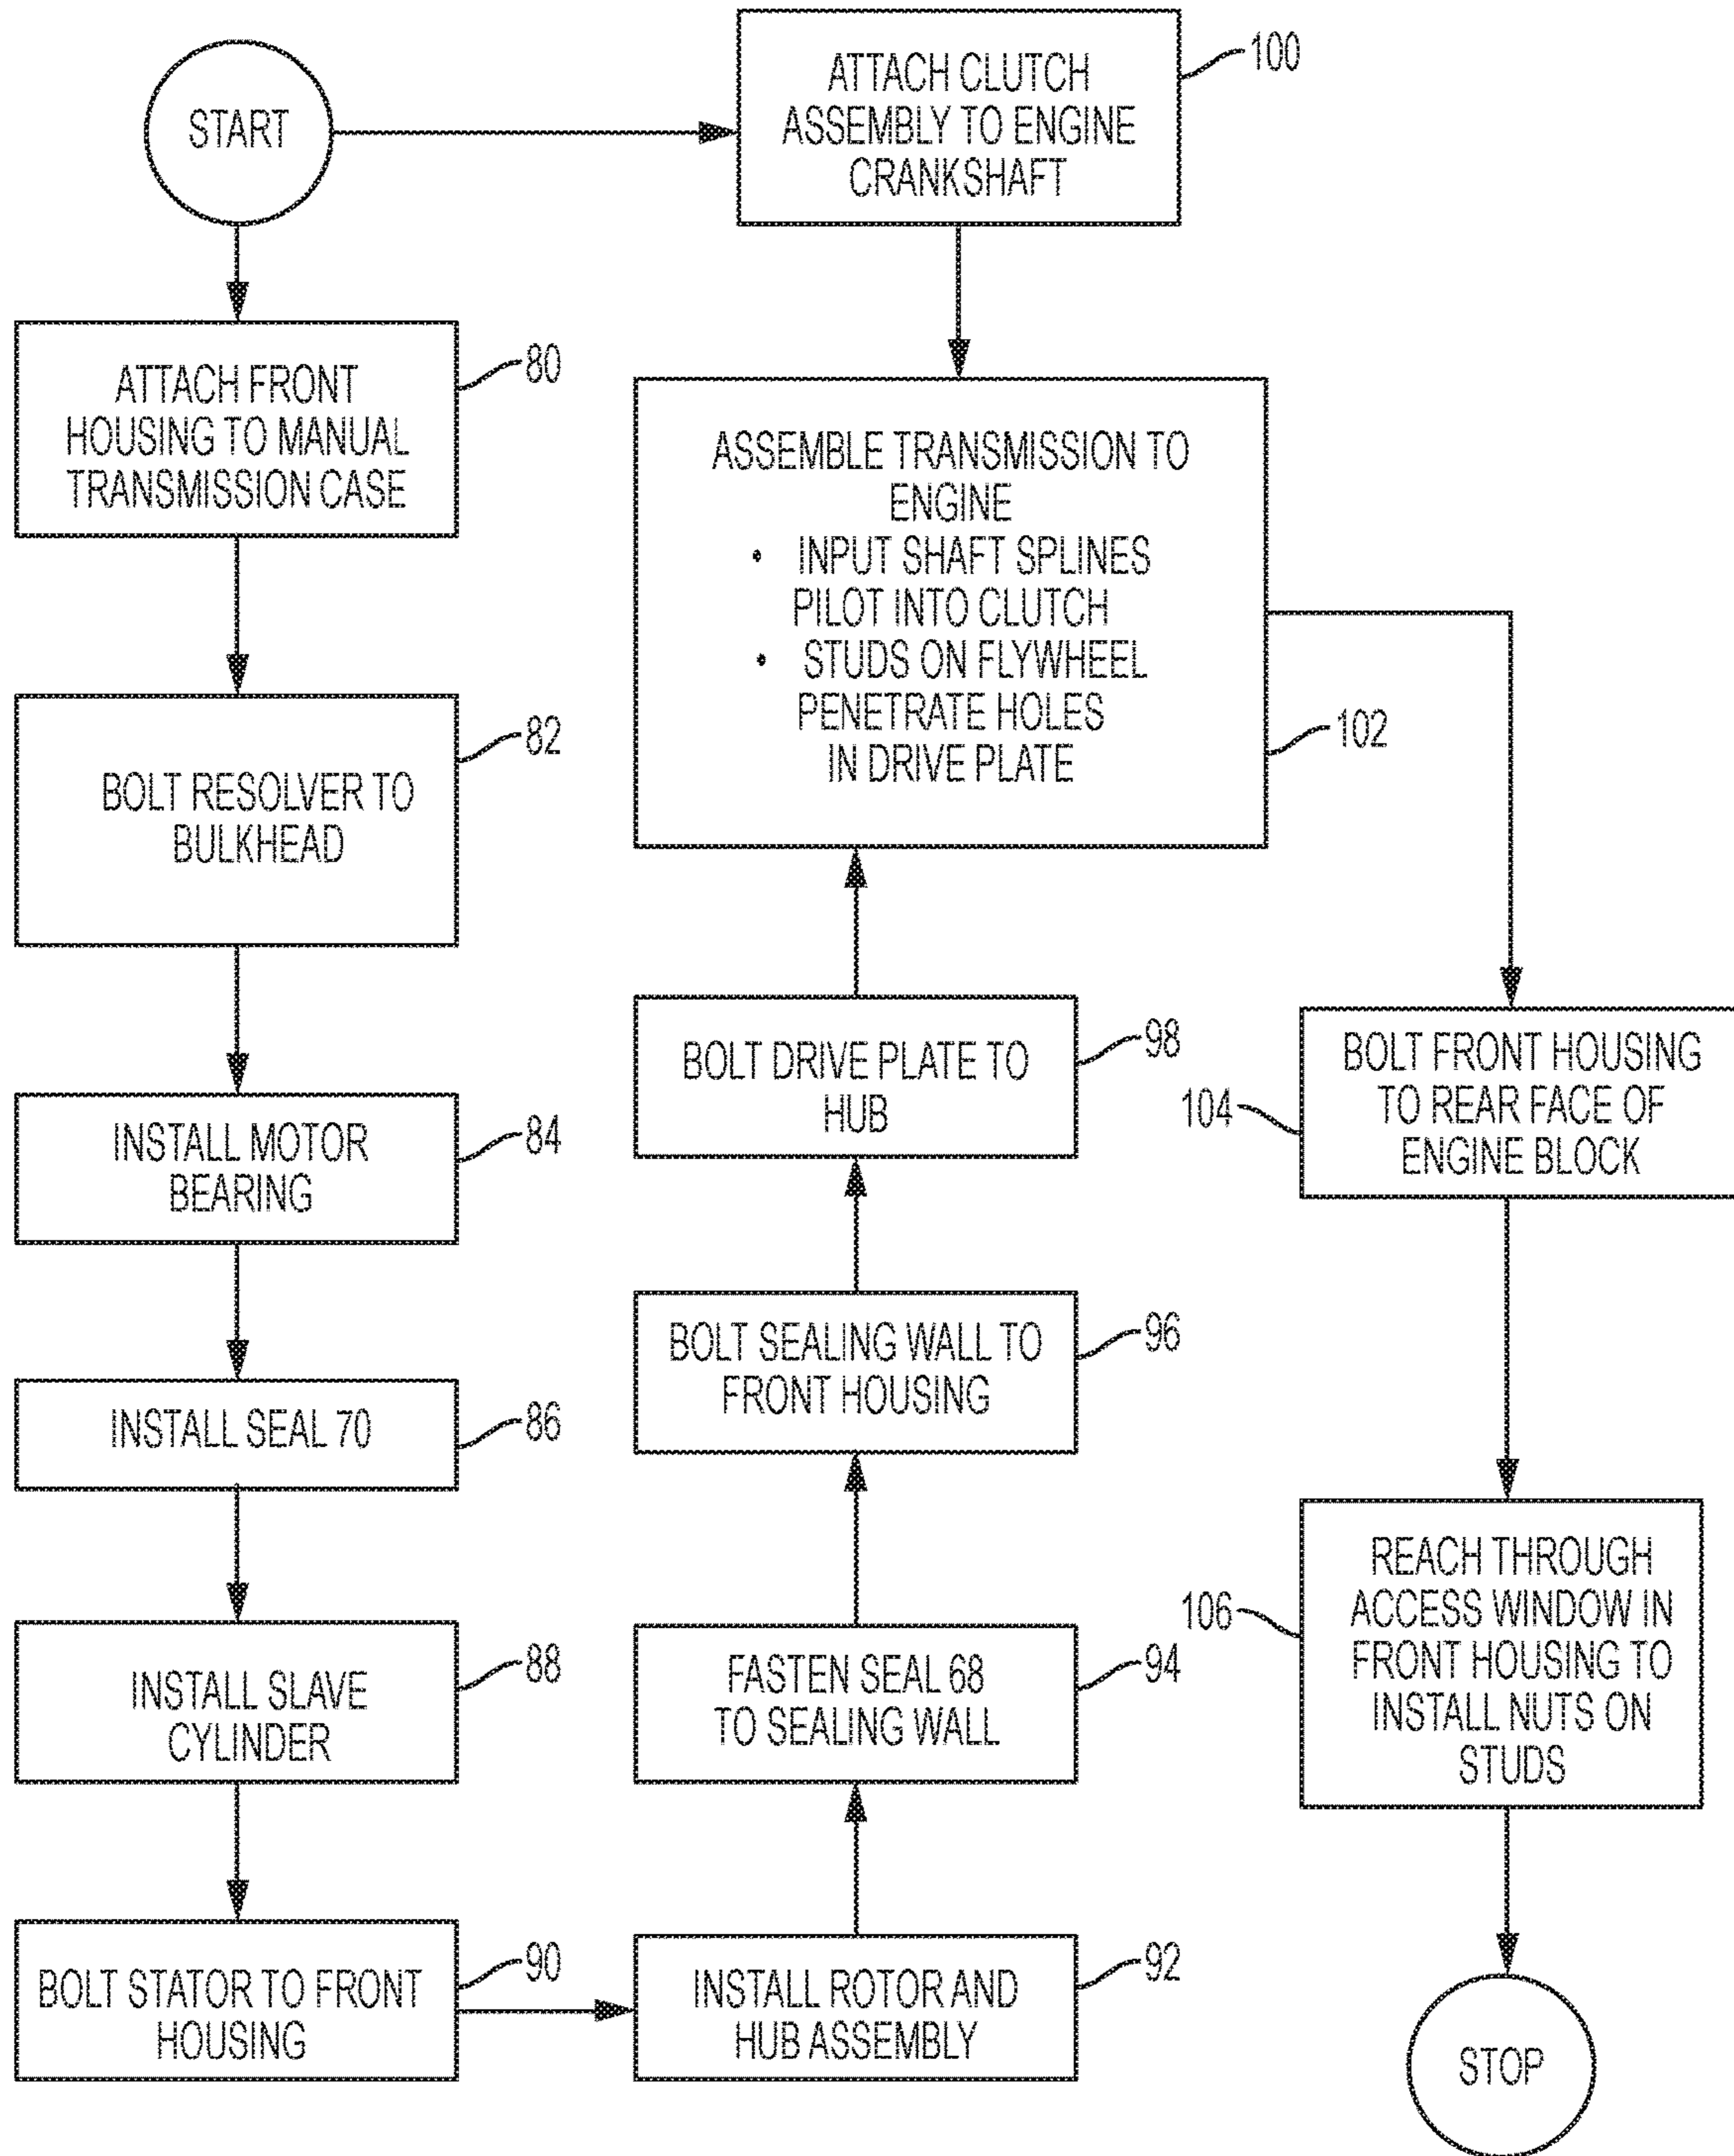 START
ATTACH CLUTCH
ASSEMBLY TO ENGINE
CRANKSHAFT
100
ATTACH FRONT
HOUSING TO MANUAL
TRANSMISSION CASE
80
BOLT RESOLVER TO
BULKHEAD
82
INSTALL MOTOR
BEARING
84
INSTALL SEAL 70
86
INSTALL SLAVE
CYLINDER
88
BOLT STATOR TO FRONT
HOUSING
90
INSTALL ROTOR AND
HUB ASSEMBLY
92
FASTEN SEAL 68
TO SEALING WALL
94
BOLT SEALING WALL TO
FRONT HOUSING
96
BOLT DRIVE PLATE TO
HUB
98
ASSEMBLE TRANSMISSION TO
ENGINE
• INPUT SHAFT SPLINES
PILOT INTO CLUTCH
• STUDS ON FLYWHEEL
PENETRATE HOLES
IN DRIVE PLATE
102
BOLT FRONT HOUSING
TO REAR FACE OF
ENGINE BLOCK
104
REACH THROUGH
ACCESS WINDOW IN
FRONT HOUSING TO
INSTALL NUTS ON
STUDS
106
STOP